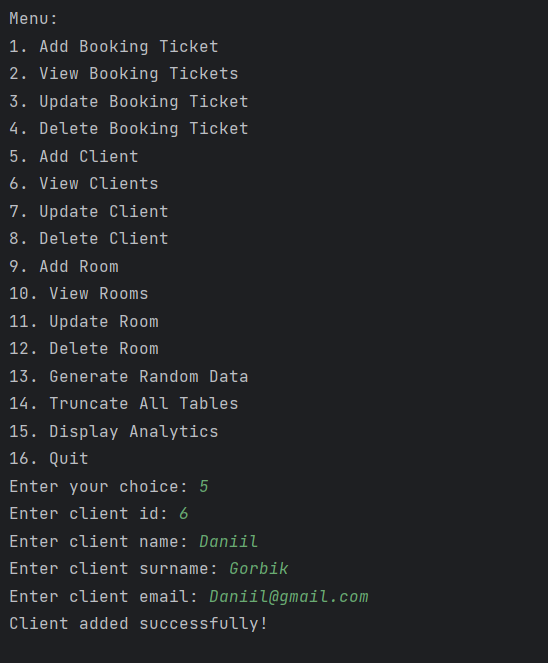 Menu:
1. Add Booking Ticket
2. View Booking Tickets
3. Update Booking Ticket
4. Delete Booking Ticket
5. Add Client
6. View Clients
7. Update Client
8. Delete Client
9. Add Room
10. View Rooms
11. Update Room
12. Delete Room
13. Generate Random Data
14. Truncate All Tables
15. Display Analytics
16. Quit
Enter your choice: 5
Enter client id: 6
Enter client name: Daniil
Enter client surname: Gorbik
Enter client email: Daniil@gmail.com
Client added successfully!